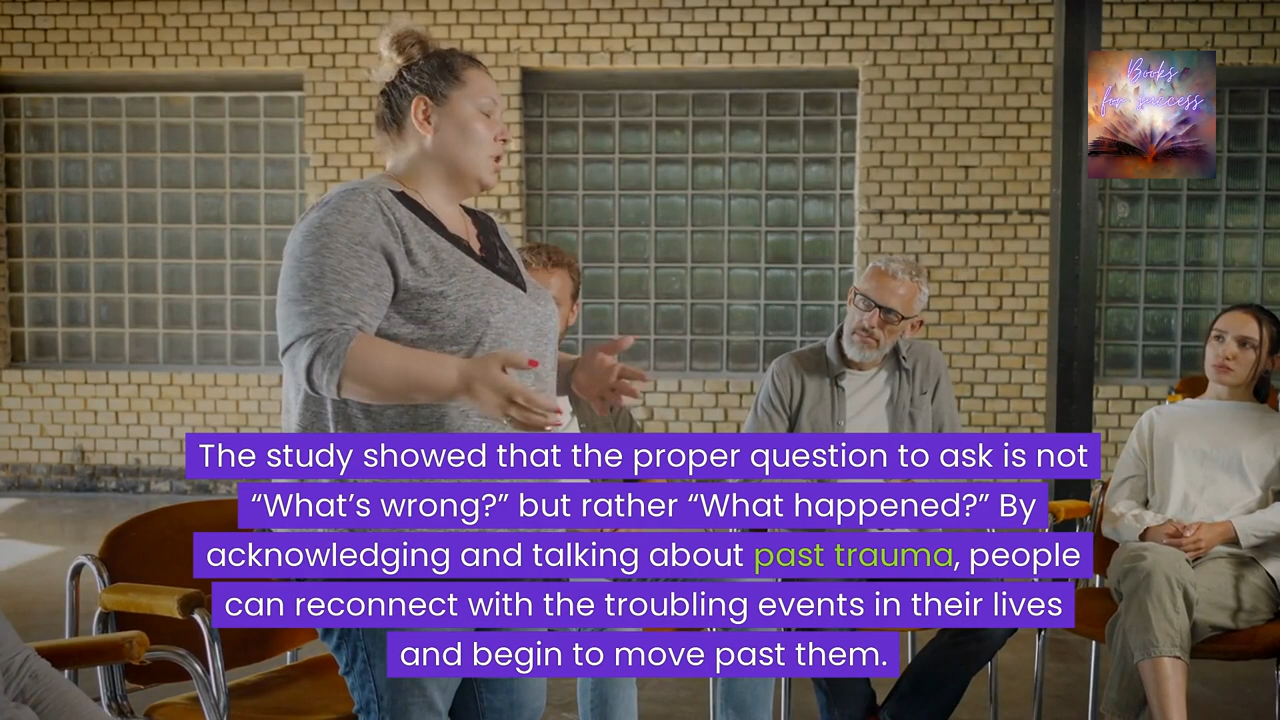 Books
for success
The study showed that the proper question to ask is not
“What’s wrong?” but rather “What happened?” By
acknowledging and talking about past trauma, people
can reconnect with the troubling events in their lives
and begin to move past them.